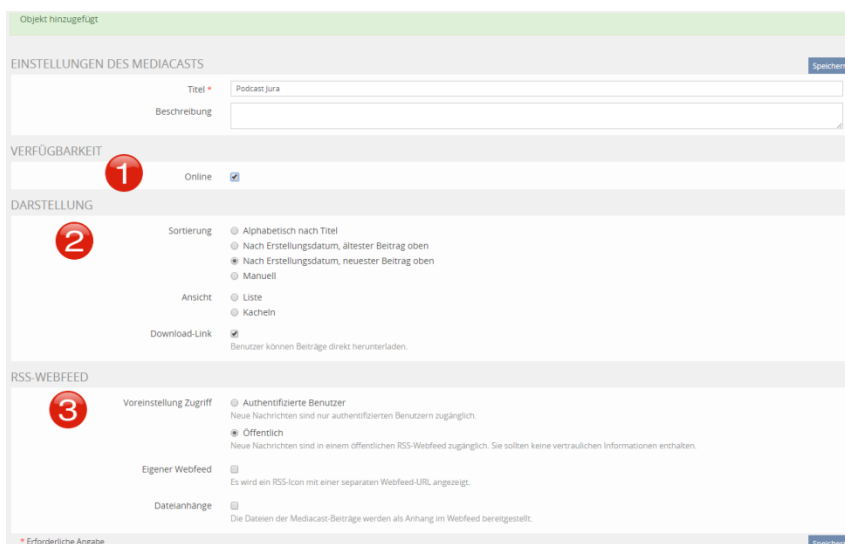 Objekt hinzugefügt
EINSTELLUNGEN DES MEDIACASTS
Speichern
Titel * Podcast Jura
Beschreibung
VERFÜGBARKEIT
1
Online
DARSTELLUNG
2
Sortierung Alphabetisch nach Titel
Nach Erstellungsdatum, ältester Beitrag oben
Nach Erstellungsdatum, neuester Beitrag oben
Manuell
Ansicht Liste
Kacheln
Download-Link
Benutzer können Beiträge direkt herunterladen.
RSS-WEBFEED
3
Voreinstellung Zugriff Authentifizierte Benutzer
Neue Nachrichten sind nur authentifizierten Benutzern zugänglich.
Öffentlich
Neue Nachrichten sind in einem öffentlichen RSS-Webfeed zugänglich. Sie sollten keine vertraulichen Informationen enthalten.
Eigener Webfeed
Es wird ein RSS-Icon mit einer separaten Webfeed-URL angezeigt.
Dateianhänge
Die Dateien der Mediacast-Beiträge werden als Anhang im Webfeed bereitgestellt.
* Erforderliche Angabe
Speichern